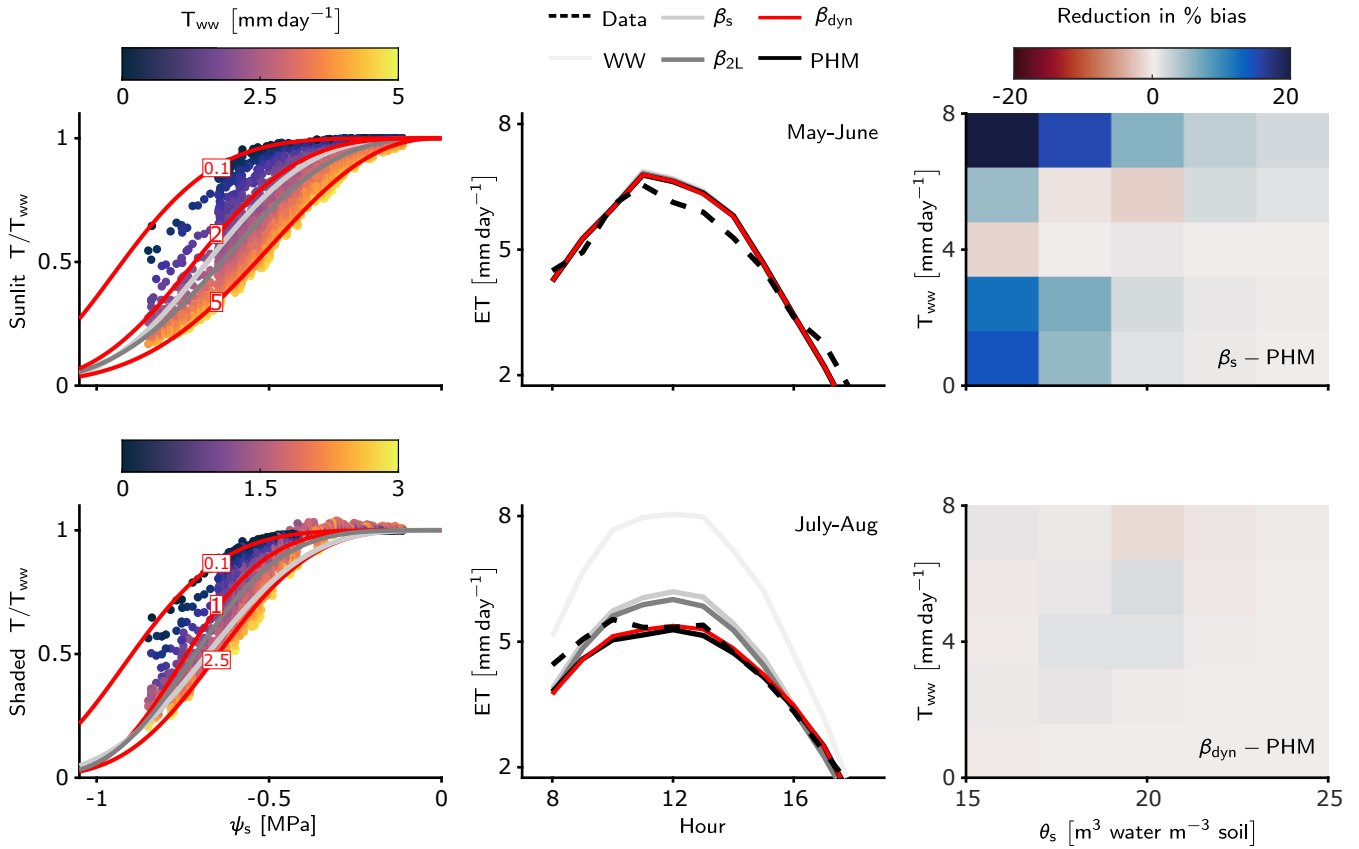 T_ww [mm day⁻¹]
0 2.5 5
Data β_s β_dyn
WW β_2L PHM
Reduction in % bias
-20 0 20
Sunlit T/T_ww
1
0.5
0
0.1
2
5
ET [mm day⁻¹]
8
5
2
May-June
T_ww [mm day⁻¹]
8
4
0
β_s − PHM
0 1.5 3
Shaded T/T_ww
1
0.5
0
0.1
1
2.5
-1 -0.5 0
ψ_s [MPa]
ET [mm day⁻¹]
8
5
2
July-Aug
8 12 16
Hour
T_ww [mm day⁻¹]
8
4
0
β_dyn − PHM
15 20 25
θ_s [m³ water m⁻³ soil]